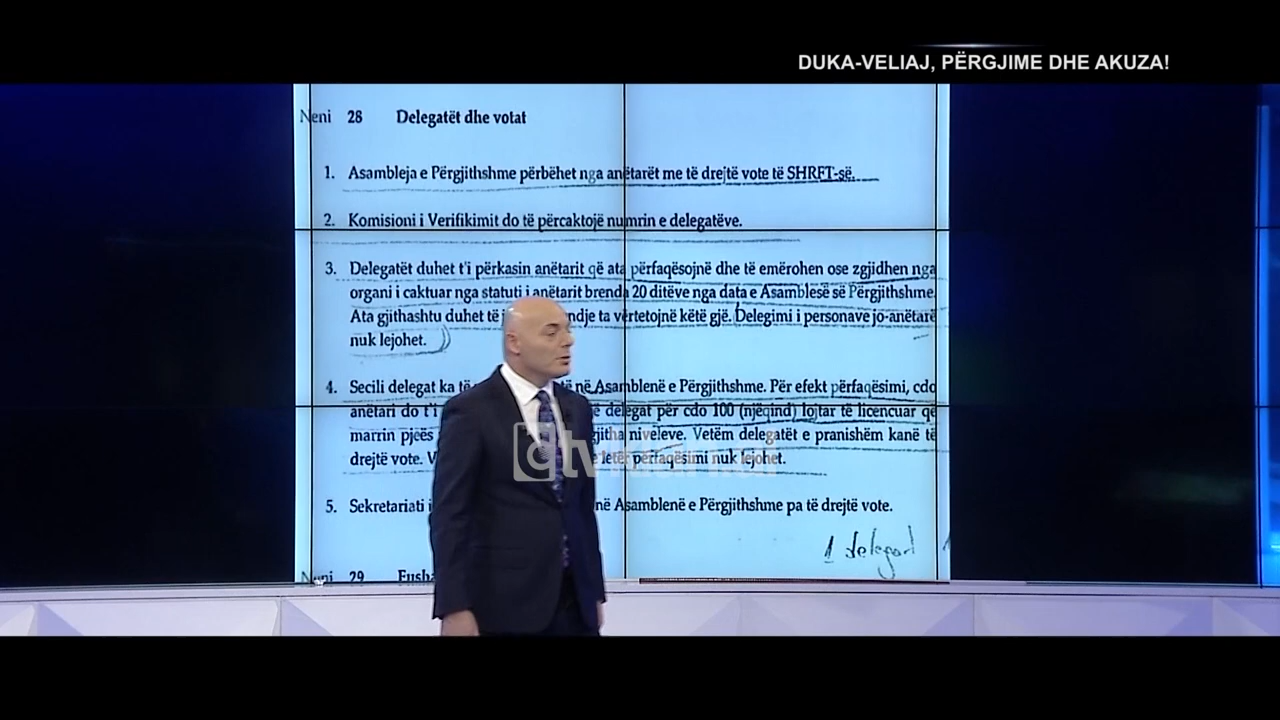 DUKA-VELIAJ, PËRGJIME DHE AKUZA!
Neni 28 Delegatët dhe votat
1. Asambleja e Përgjithshme përbëhet nga anëtarët me të drejtë vote të SHRFT-së.
2. Komisioni i Verifikimit do të përcaktojë numrin e delegatëve.
3. Delegatët duhet t'i përkasin anëtarit që ata përfaqësojnë dhe të emërohen ose zgjidhen nga
organi i caktuar nga statuti i anëtarit brenda 20 ditëve nga data e Asamblesë së Përgjithshme.
Ata gjithashtu duhet të ta vërtetojnë këtë gjë. Delegimi i personave jo-anëtarë
nuk lejohet.
4. Secili delegat ka në Asamblenë e Përgjithshme. Për efekt përfaqësimi, cdo
anëtari do t'i delegat për cdo 100 (njëqind) lojtar të licencuar që
marrin pjesë niveleve. Vetëm delegatët e pranishëm kanë të
drejtë vote. përfaqësimi nuk lejohet.
5. Sekretariati në Asamblenë e Përgjithshme pa të drejtë vote.
1 delegat
Neni 29